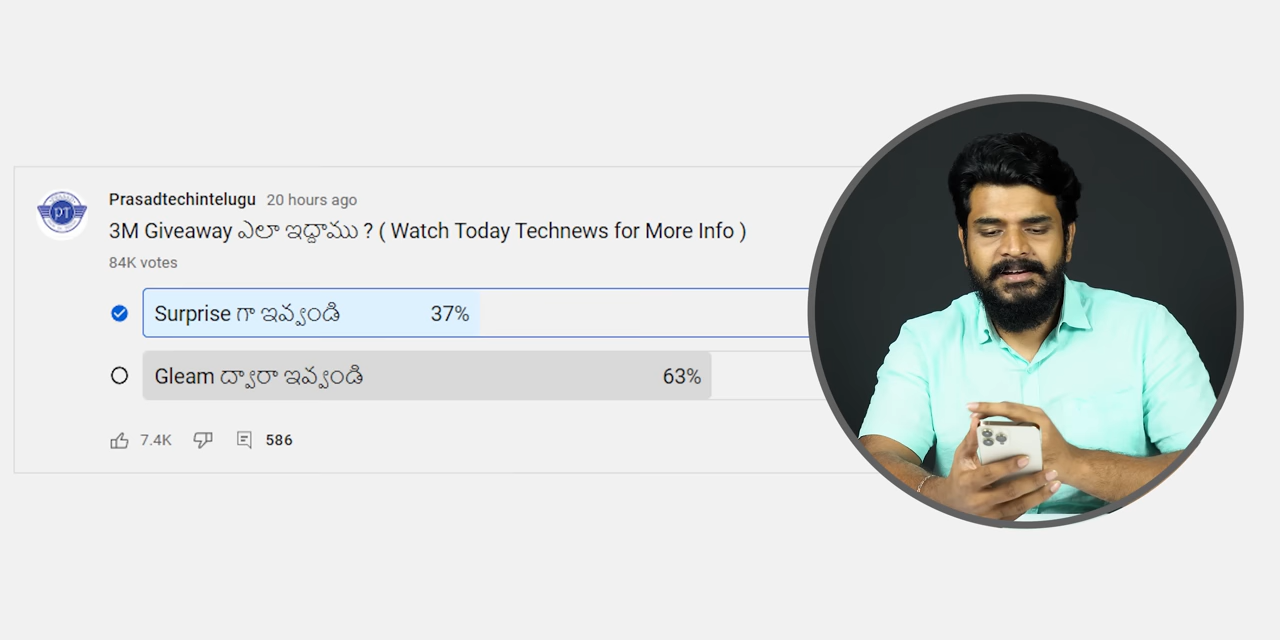 Prasadtechintelugu 20 hours ago
3M Giveaway ఎలా ఇద్దాము ? ( Watch Today Technews for More Info )
84K votes
Surprise గా ఇవ్వండి 37%
Gleam ద్వారా ఇవ్వండి 63%
7.4K 586
PT